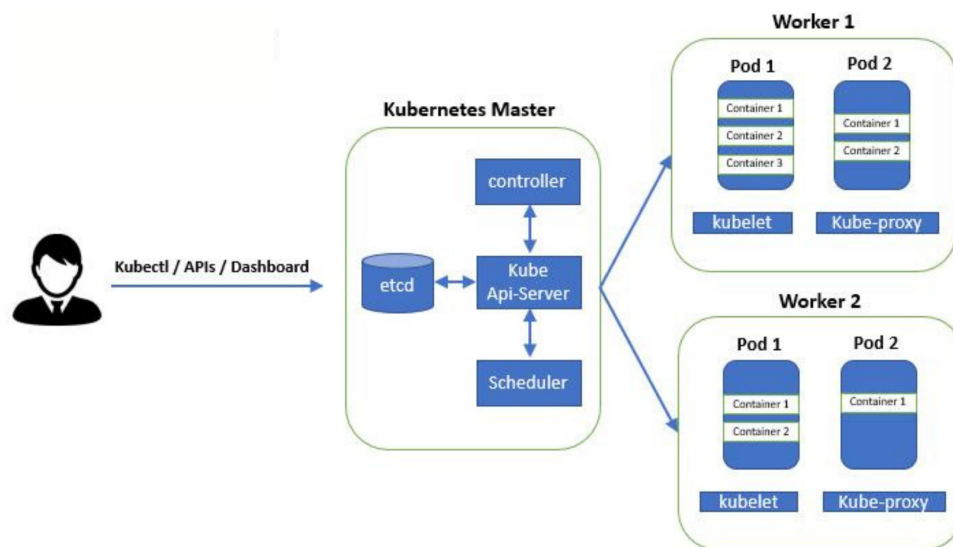 Kubernetes Master
controller
etcd
Kube
Api-Server
Scheduler
Kubectl / APIs / Dashboard
Worker 1
Pod 1
Pod 2
Container 1
Container 2
Container 3
Container 1
Container 2
kubelet
Kube-proxy
Worker 2
Pod 1
Pod 2
Container 1
Container 2
Container 1
kubelet
Kube-proxy